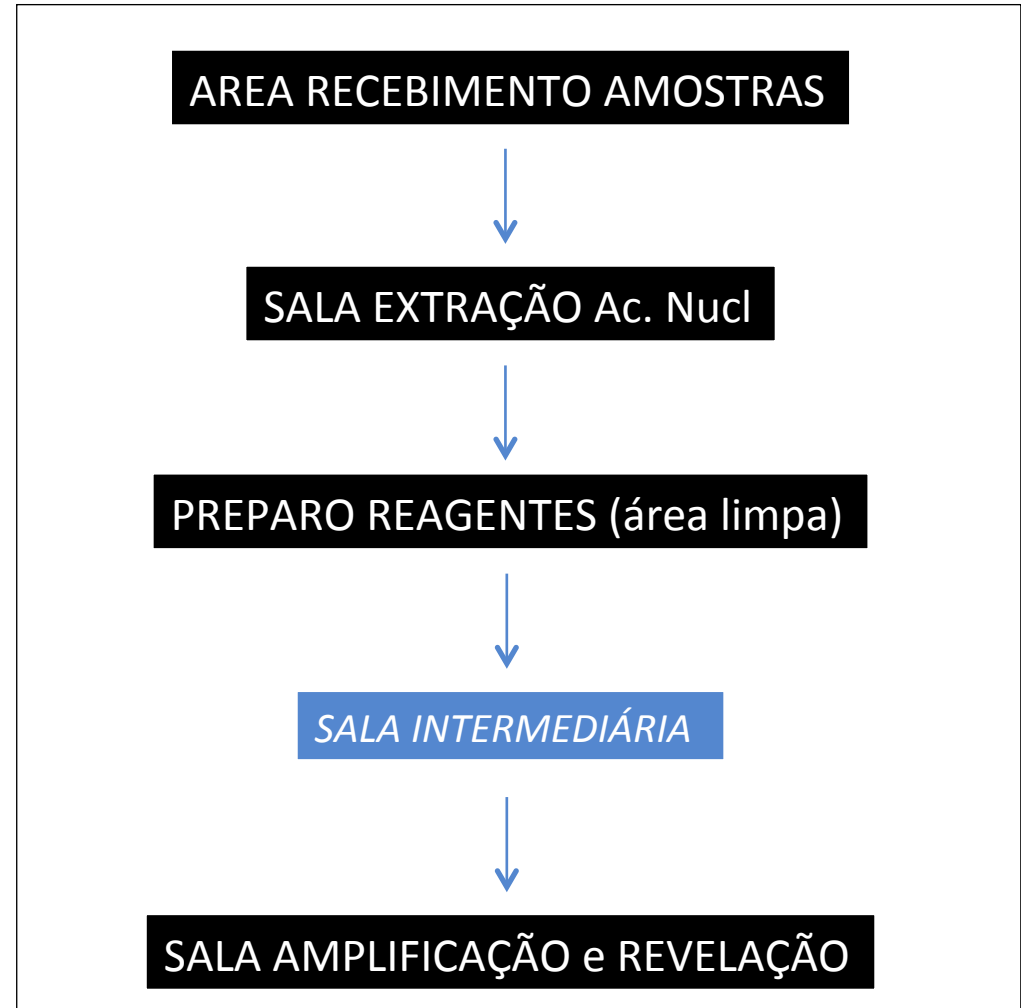 AREA RECEBIMENTO AMOSTRAS
SALA EXTRAÇÃO Ac. Nucl
PREPARO REAGENTES (área limpa)
SALA INTERMEDIÁRIA
SALA AMPLIFICAÇÃO e REVELAÇÃO